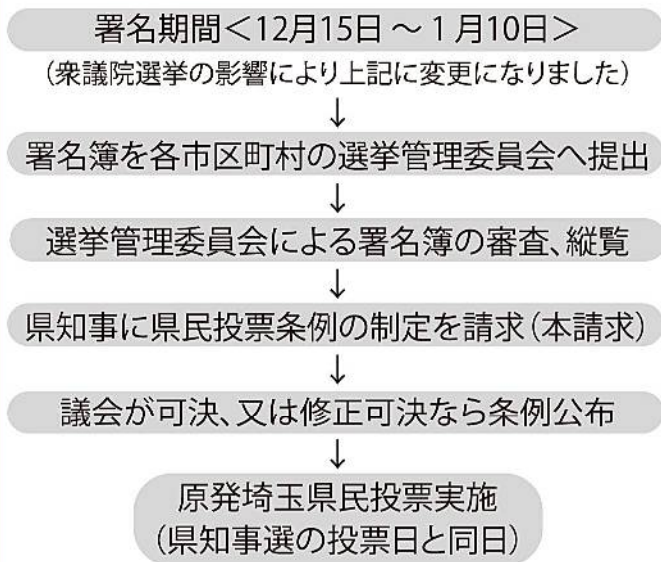 署名期間＜12月15日 ～ 1月10日＞
(衆議院選挙の影響により上記に変更になりました)
↓
署名簿を各市区町村の選挙管理委員会へ提出
↓
選挙管理委員会による署名簿の審査、縦覧
↓
県知事に県民投票条例の制定を請求(本請求)
↓
議会が可決、又は修正可決なら条例公布
↓
原発埼玉県民投票実施
(県知事選の投票日と同日)